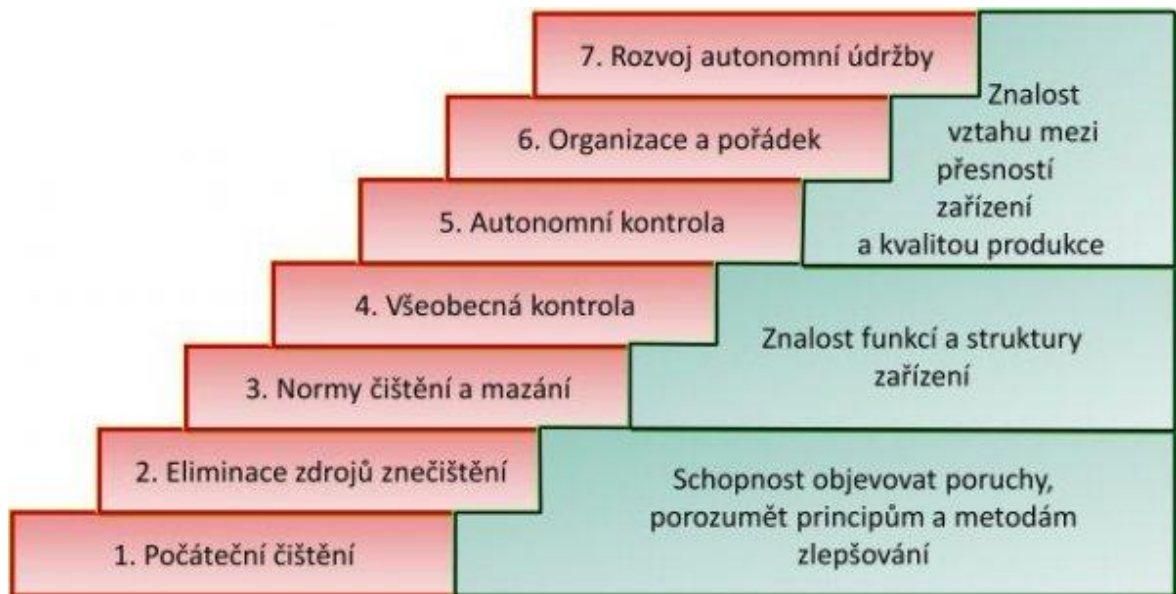 7. Rozvoj autonomní údržby
Znalost
vztahu mezi
přesností
zařízení
a kvalitou produkce
6. Organizace a pořádek
5. Autonomní kontrola
4. Všeobecná kontrola
Znalost funkcí a struktury
zařízení
3. Normy čištění a mazání
2. Eliminace zdrojů znečištění
Schopnost objevovat poruchy,
porozumět principům a metodám
zlepšování
1. Počáteční čištění